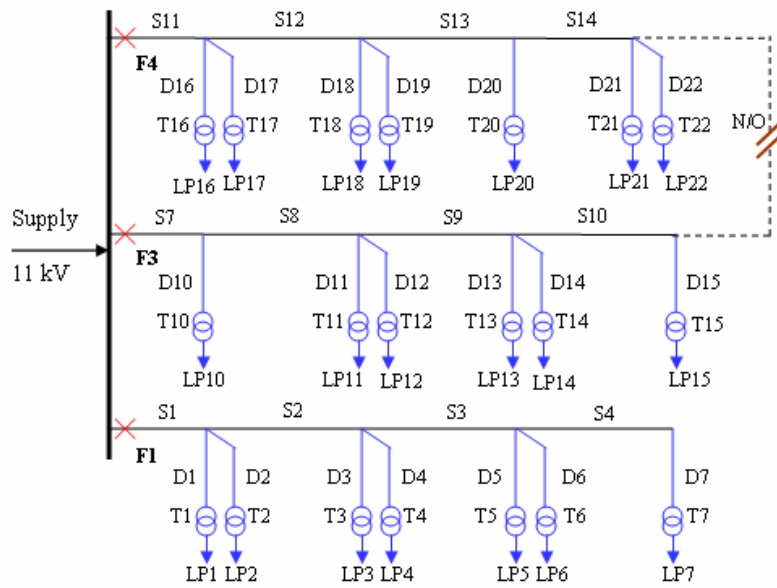 S11 S12 S13 S14
F4
D16 D17 D18 D19 D20 D21 D22
T16 T17 T18 T19 T20 T21 T22 N/O
LP16 LP17 LP18 LP19 LP20 LP21 LP22
Supply
11 kV
S7 S8 S9 S10
F3
D10 D11 D12 D13 D14 D15
T10 T11 T12 T13 T14 T15
LP10 LP11 LP12 LP13 LP14 LP15
S1 S2 S3 S4
F1
D1 D2 D3 D4 D5 D6 D7
T1 T2 T3 T4 T5 T6 T7
LP1 LP2 LP3 LP4 LP5 LP6 LP7